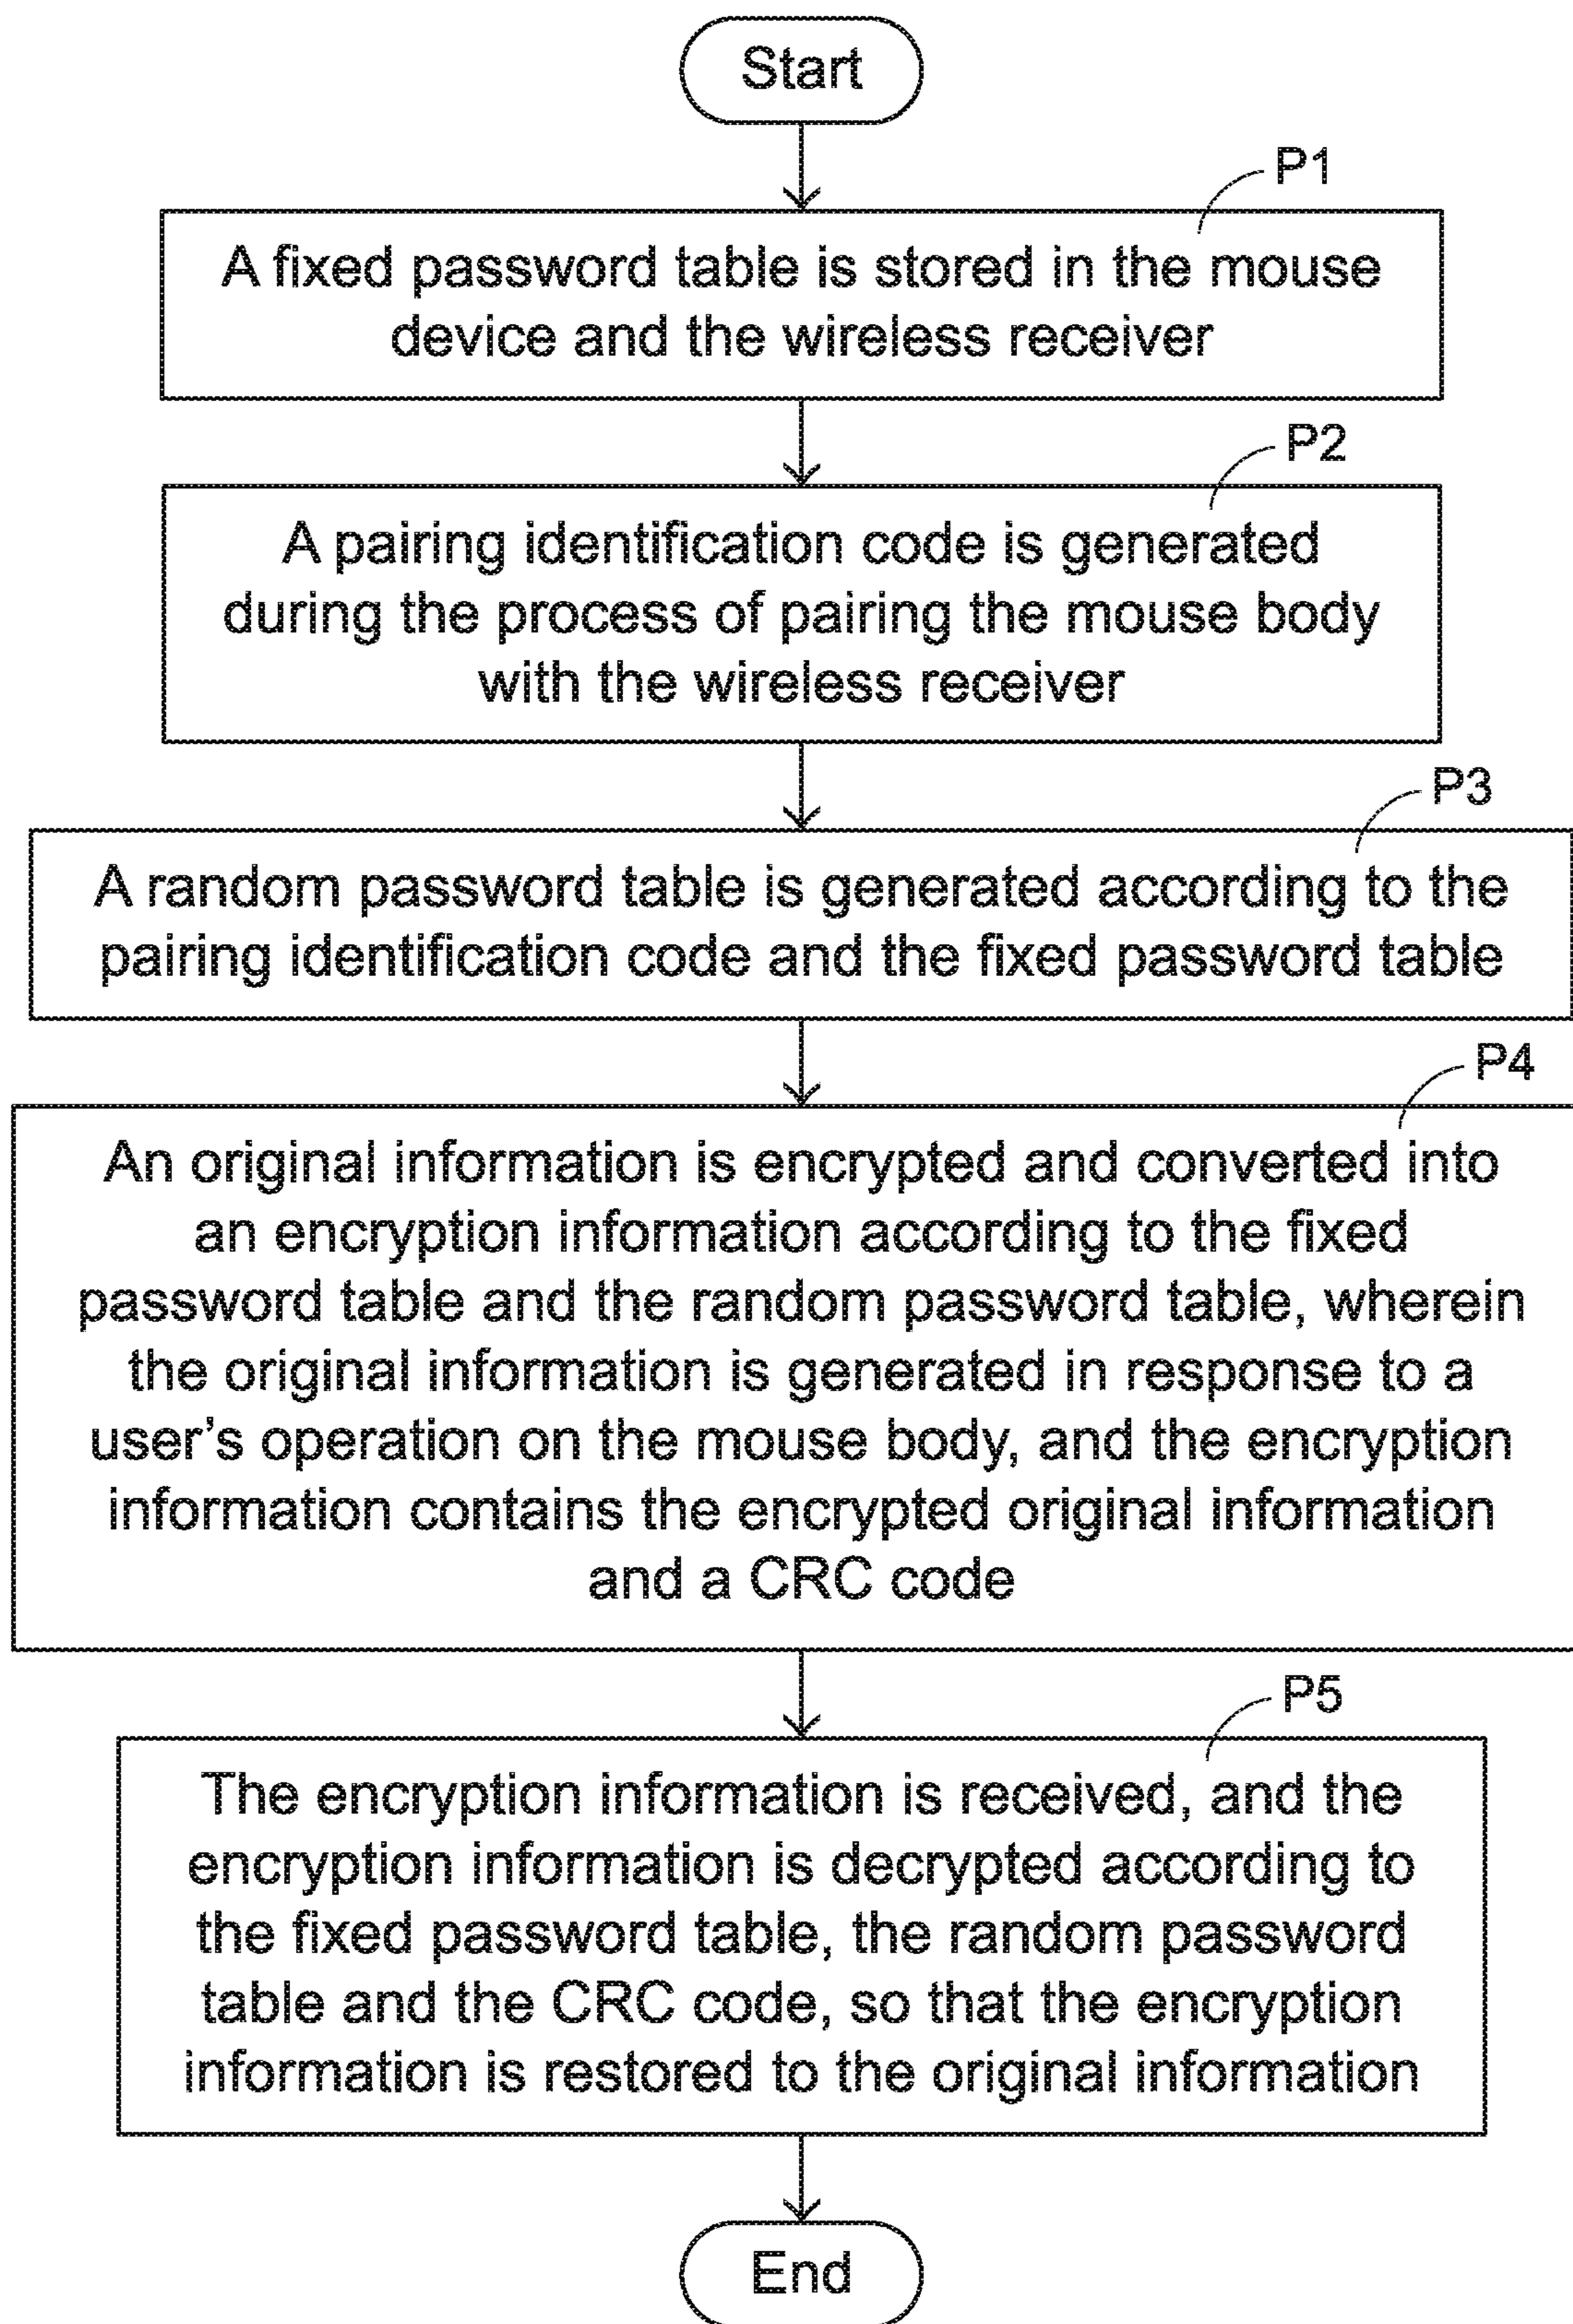 Start
P1
A fixed password table is stored in the mouse
device and the wireless receiver
P2
A pairing identification code is generated
during the process of pairing the mouse body
with the wireless receiver
P3
A random password table is generated according to the
pairing identification code and the fixed password table
P4
An original information is encrypted and converted into
an encryption information according to the fixed
password table and the random password table, wherein
the original information is generated in response to a
user’s operation on the mouse body, and the encryption
information contains the encrypted original information
and a CRC code
P5
The encryption information is received, and the
encryption information is decrypted according to
the fixed password table, the random password
table and the CRC code, so that the encryption
information is restored to the original information
End